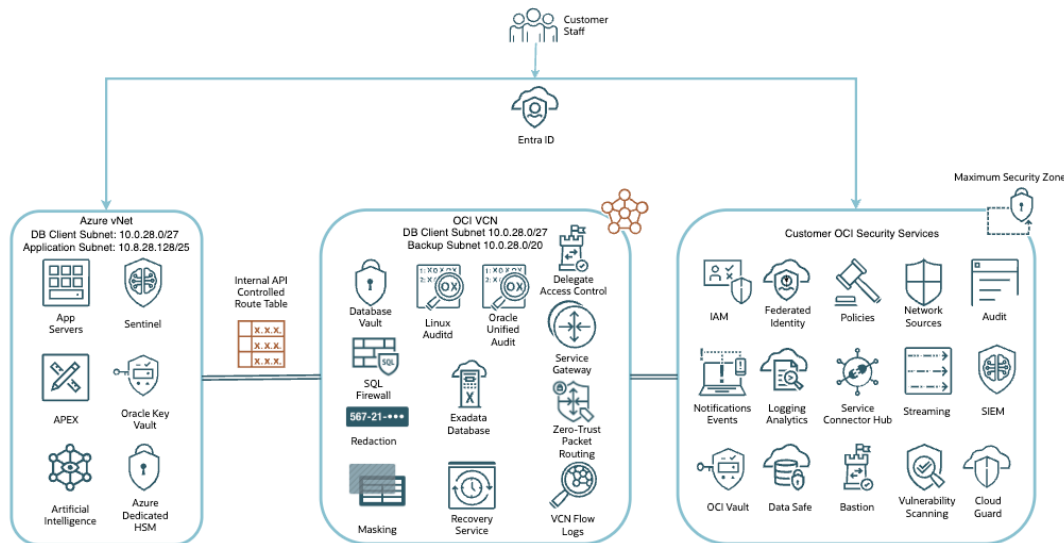 Customer
Staff
Entra ID
Maximum Security Zone
Azure vNet
DB Client Subnet: 10.0.28.0/27
Application Subnet: 10.8.28.128/25
App
Servers
Sentinel
APEX
Oracle Key
Vault
Artificial
Intelligence
Azure
Dedicated
HSM
Internal API
Controlled
Route Table
X.X.X.
X.X.X.
X.X.X.
OCI VCN
DB Client Subnet 10.0.28.0/27
Backup Subnet 10.0.28.0/20
Database
Vault
OX
Linux
Auditd
OX
Oracle
Unified
Audit
Delegate
Access Control
SQL
SQL
Firewall
Service
Gateway
567-21-•••
Redaction
X
Exadata
Database
Zero-Trust
Packet
Routing
Masking
Recovery
Service
VCN Flow
Logs
Customer OCI Security Services
IAM
Federated
Identity
Policies
Network
Sources
Audit
Notifications
Events
Logging
Analytics
Service
Connector Hub
Streaming
SIEM
OCI Vault
Data Safe
Bastion
Vulnerability
Scanning
Cloud
Guard